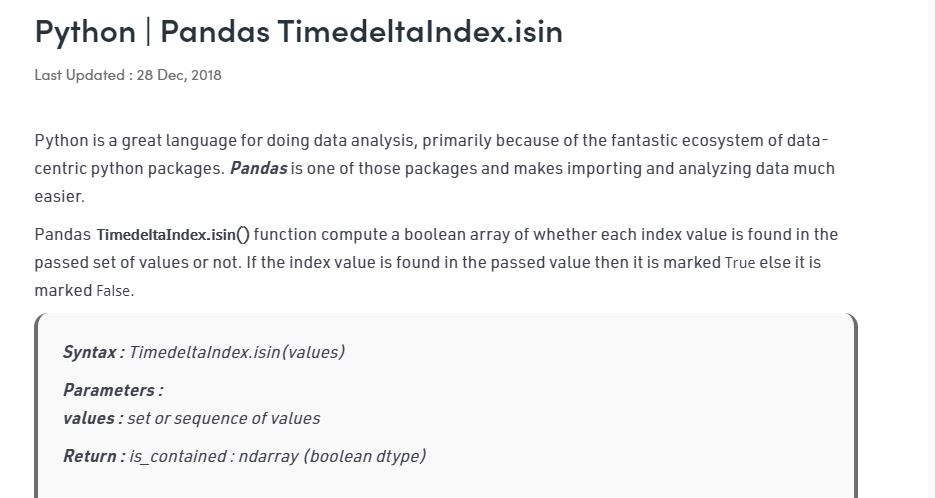 Python | Pandas TimedeltaIndex.isin
Last Updated : 28 Dec, 2018
Python is a great language for doing data analysis, primarily because of the fantastic ecosystem of data-
centric python packages. Pandas is one of those packages and makes importing and analyzing data much
easier.
Pandas TimedeltaIndex.isin() function compute a boolean array of whether each index value is found in the
passed set of values or not. If the index value is found in the passed value then it is marked True else it is
marked False.
Syntax : TimedeltaIndex.isin(values)
Parameters :
values : set or sequence of values
Return : is_contained : ndarray (boolean dtype)